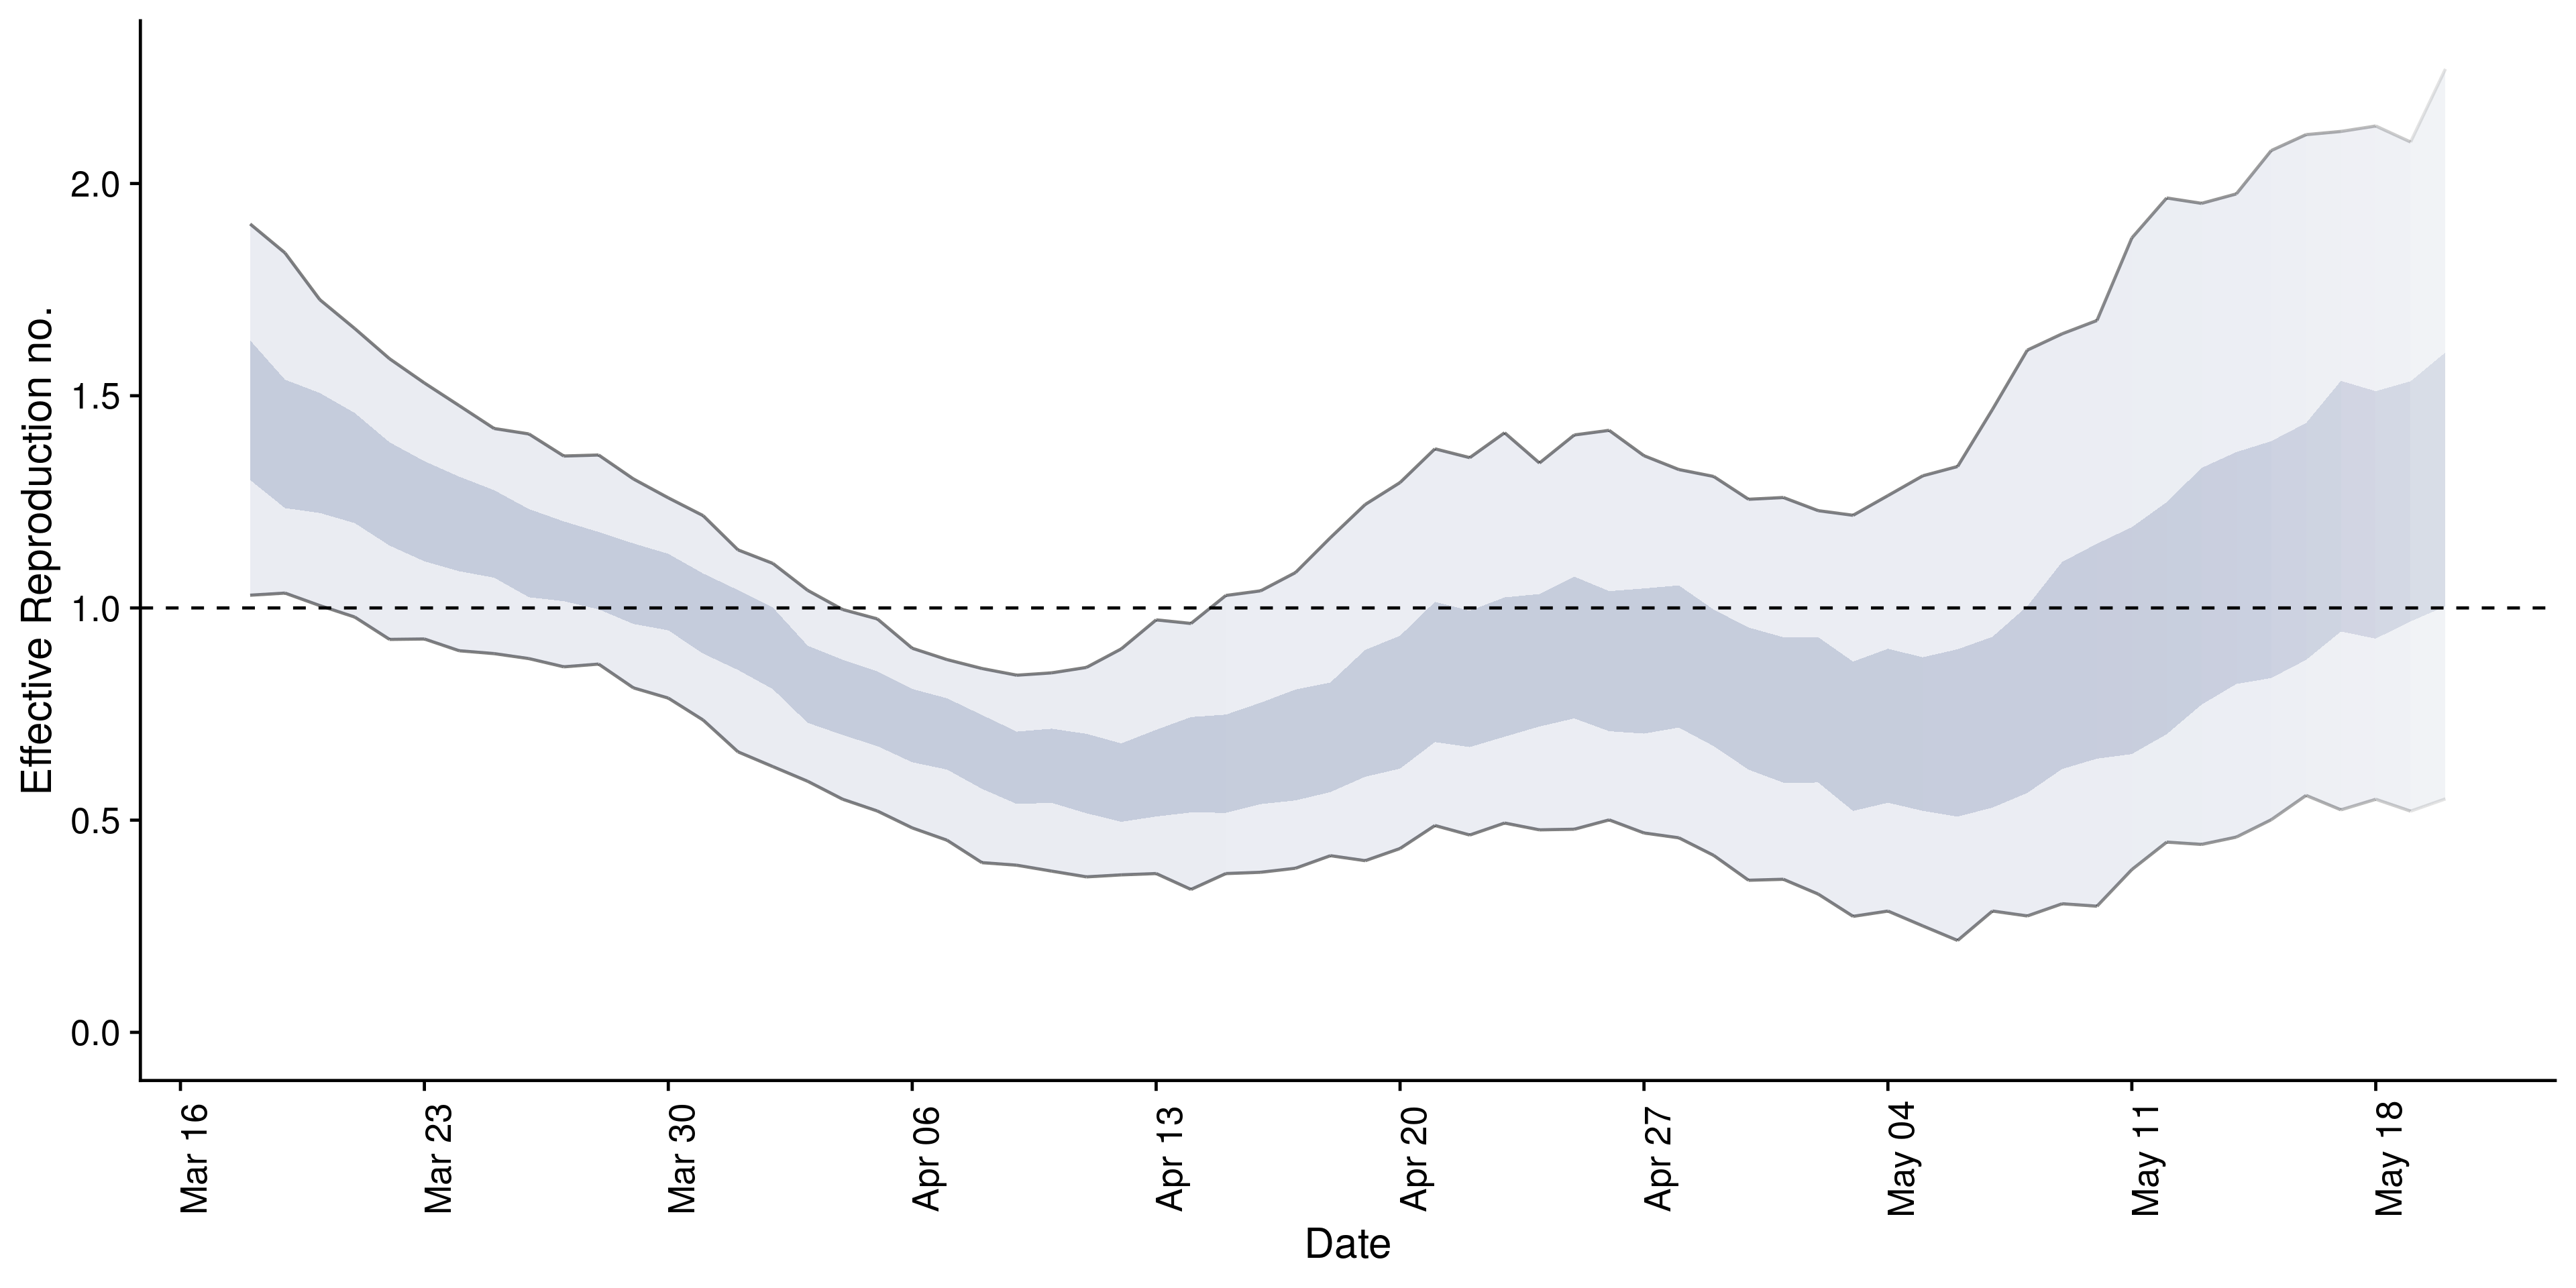 Effective Reproduction no.
2.0
1.5
1.0
0.5
0.0
Mar 16
Mar 23
Mar 30
Apr 06
Apr 13
Apr 20
Apr 27
May 04
May 11
May 18
Date